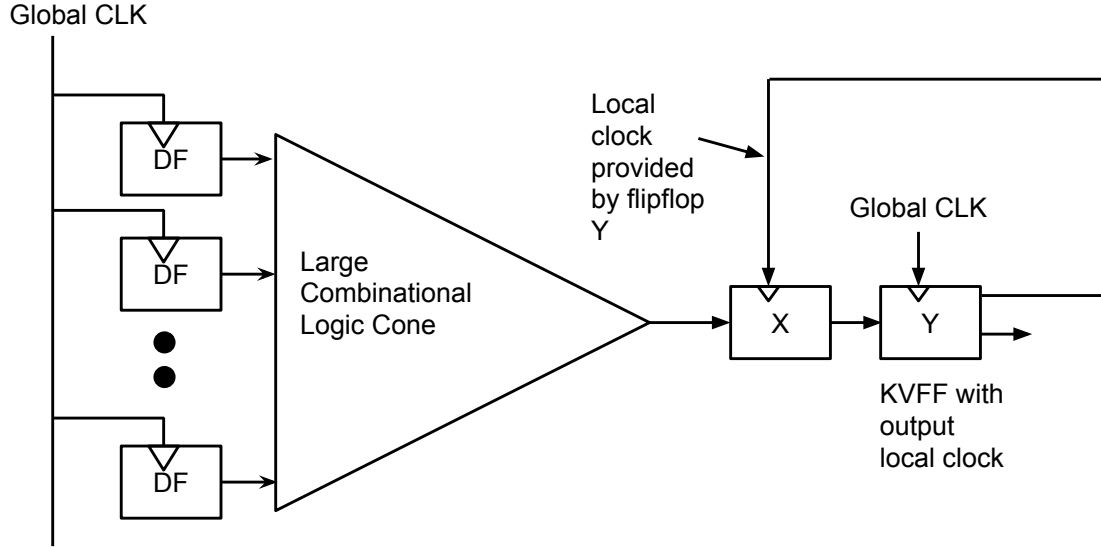 Global CLK
DF
DF
DF
Large
Combinational
Logic Cone
Local
clock
provided
by flipflop
Y
Global CLK
X
Y
KVFF with
output
local clock